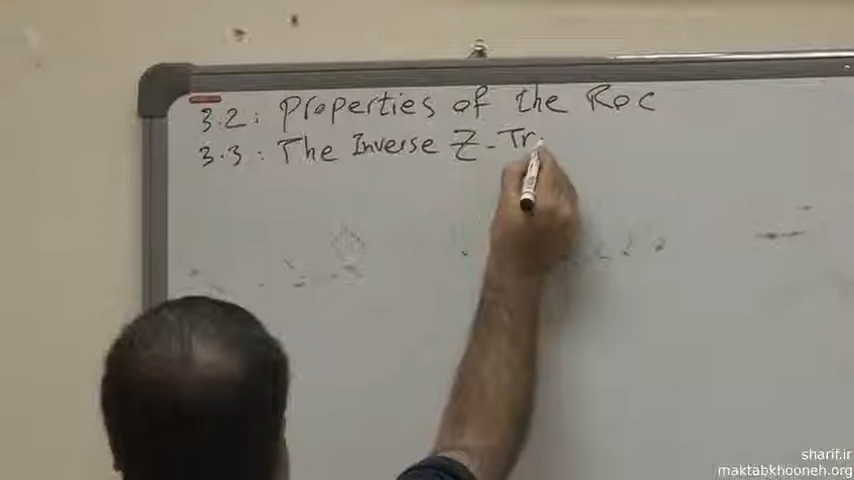 3.2: Properties of the Roc
3.3: The Inverse Z-Tr.
sharif.ir
maktabkhooneh.org